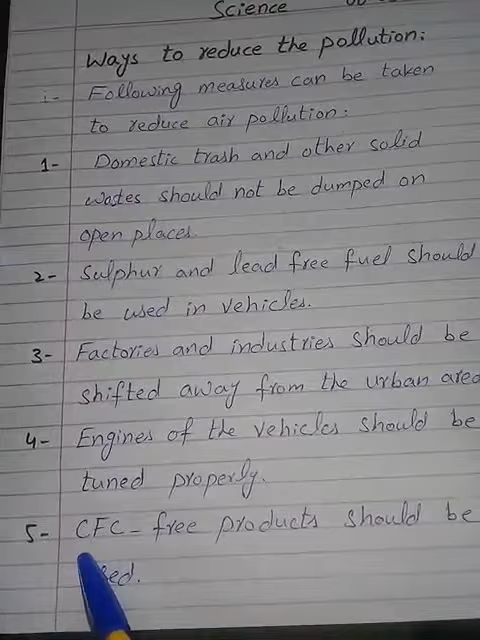 Science
Ways to reduce the pollution:
:- Following measures can be taken
to reduce air pollution:
1- Domestic trash and other solid
wastes should not be dumped on
open places.
2- Sulphur and lead free fuel should
be used in vehicles.
3- Factories and industries should be
shifted away from the urban area
4- Engines of the vehicles should be
tuned properly.
5- CFC- free products should be